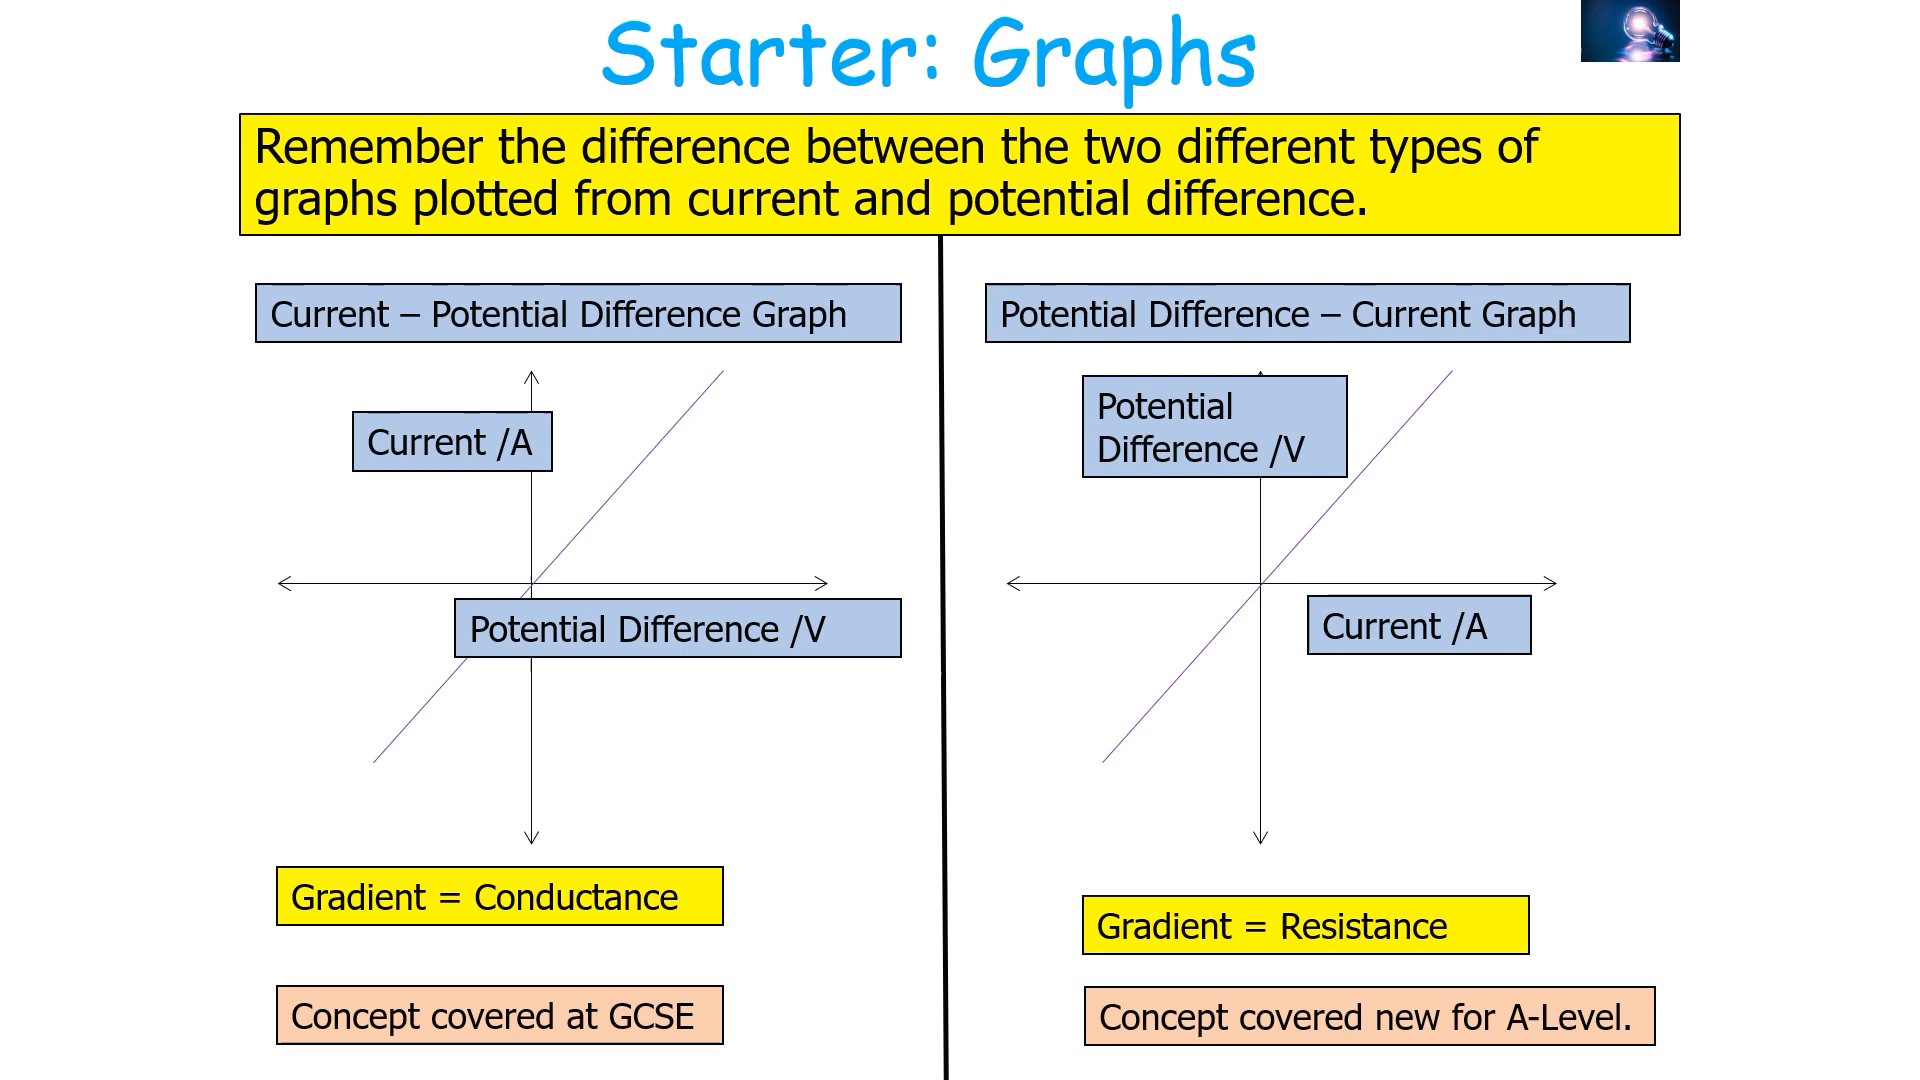 Starter: Graphs
Remember the difference between the two different types of
graphs plotted from current and potential difference.
Current – Potential Difference Graph
Current /A
Potential Difference /V
Gradient = Conductance
Concept covered at GCSE
Potential Difference – Current Graph
Potential
Difference /V
Current /A
Gradient = Resistance
Concept covered new for A-Level.